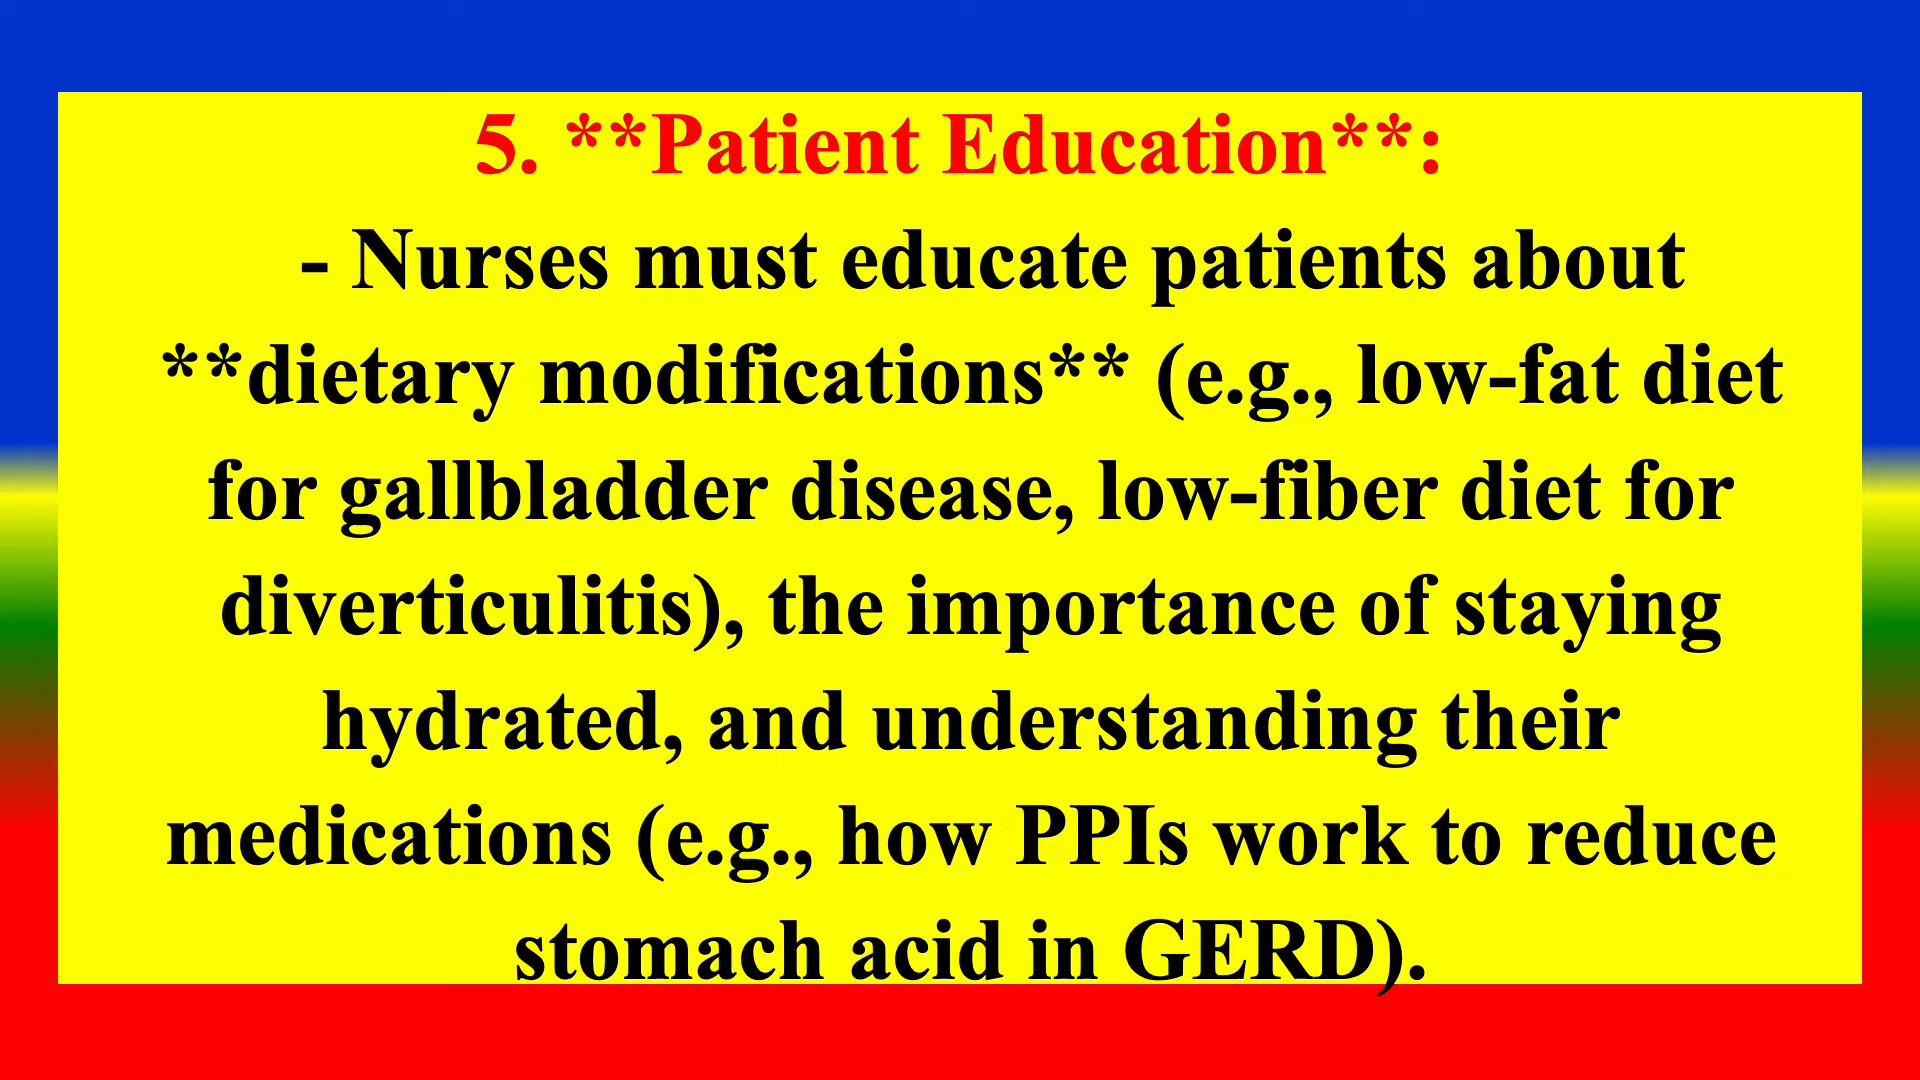 5. **Patient Education**:
- Nurses must educate patients about
**dietary modifications** (e.g., low-fat diet
for gallbladder disease, low-fiber diet for
diverticulitis), the importance of staying
hydrated, and understanding their
medications (e.g., how PPIs work to reduce
stomach acid in GERD).